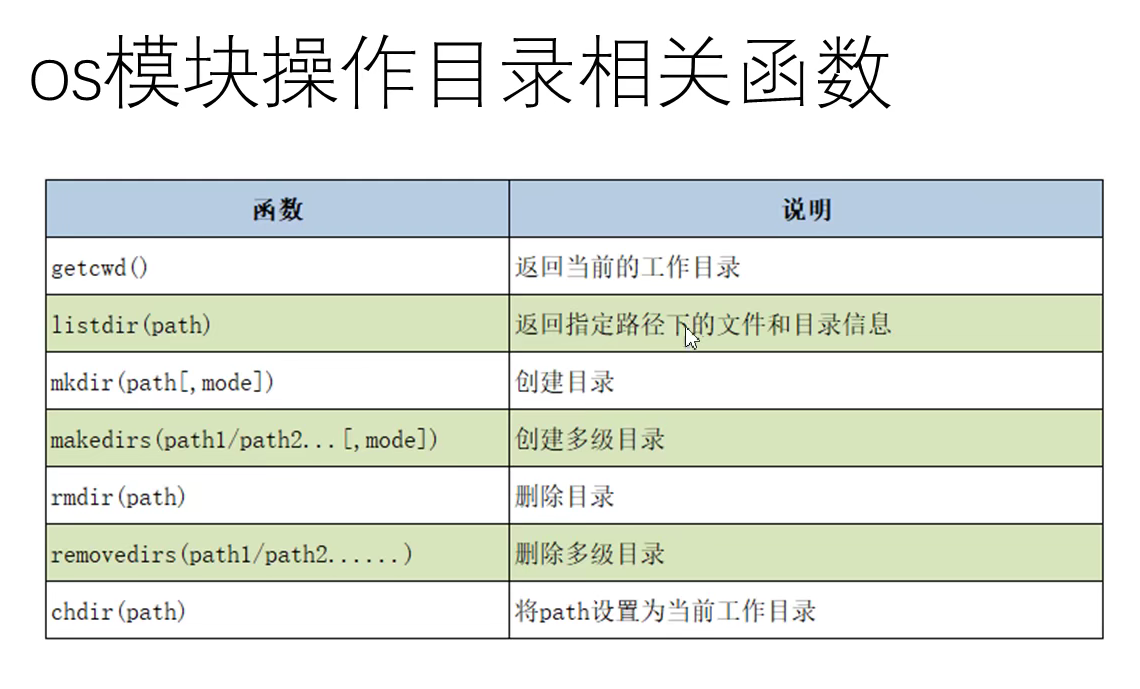 os模块操作目录相关函数
函数 说明
getcwd() 返回当前的工作目录
listdir(path) 返回指定路径下的文件和目录信息
mkdir(path[,mode]) 创建目录
makedirs(path1/path2...[,mode]) 创建多级目录
rmdir(path) 删除目录
removedirs(path1/path2......) 删除多级目录
chdir(path) 将path设置为当前工作目录